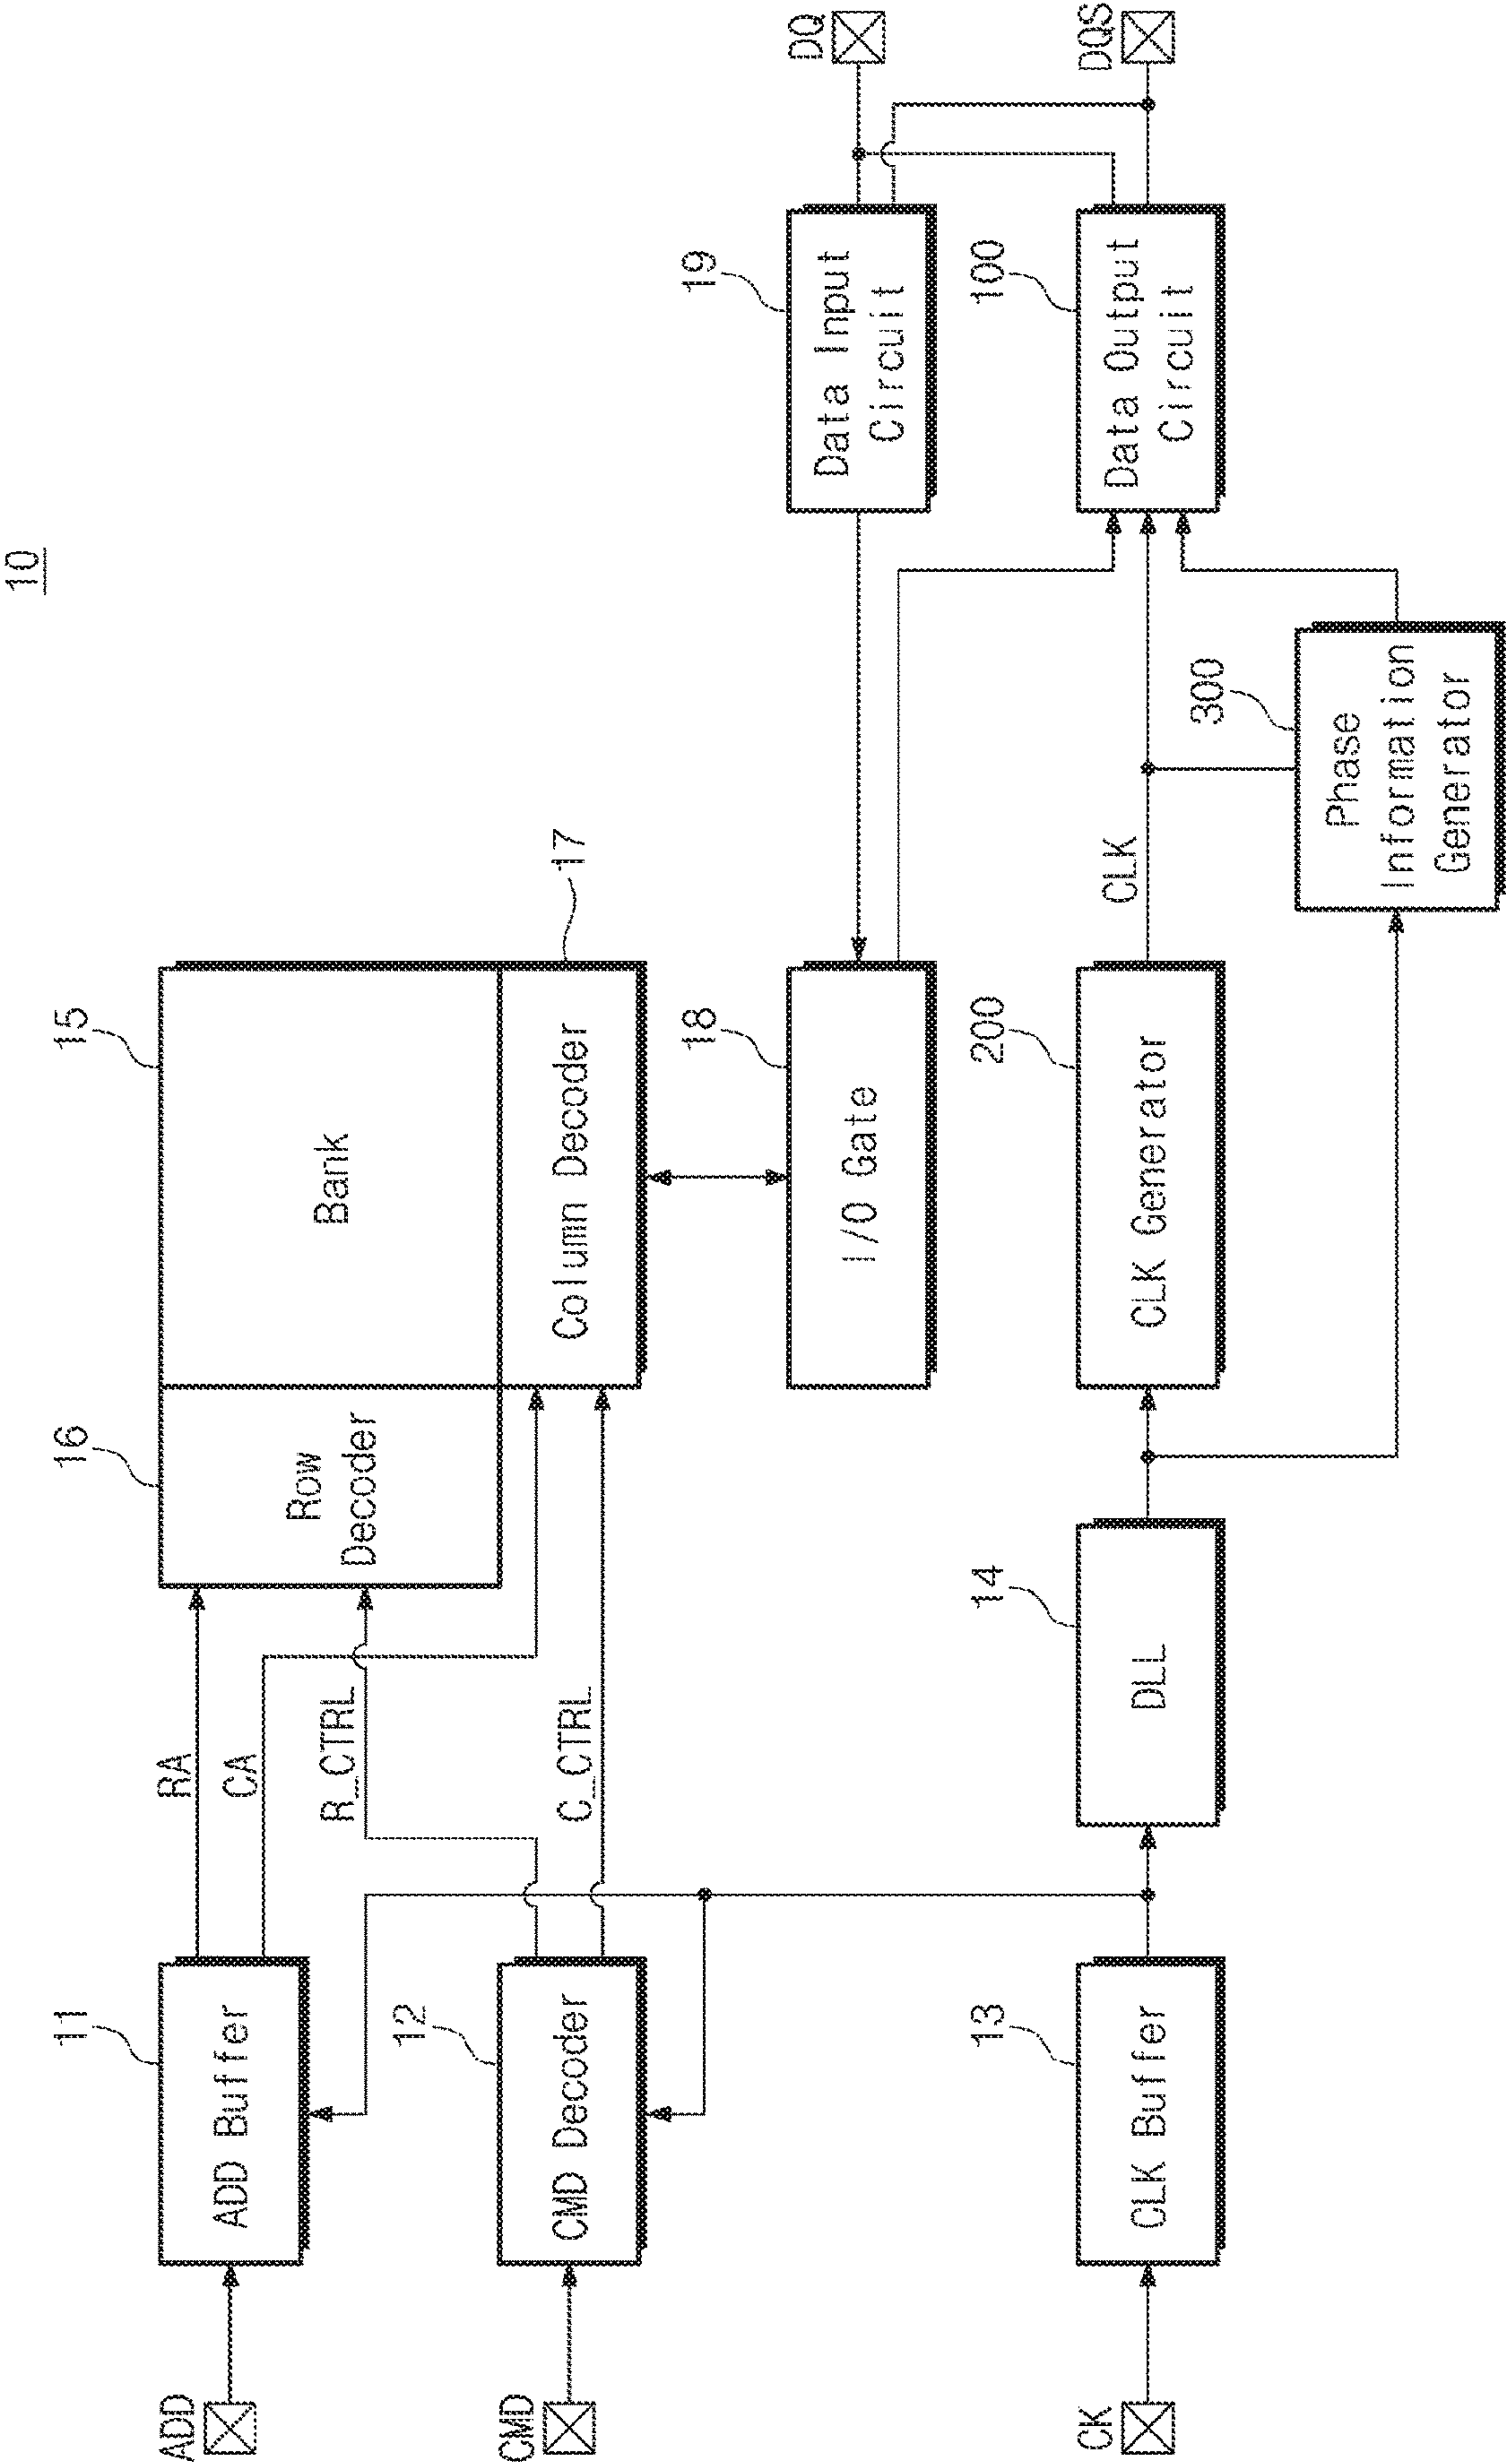 10
15
16
Bank
Row
Decoder
17
Column Decoder
11
RA
CA
R_CTRL
C_CTRL
ADD
ADD Buffer
12
CMD
CMD Decoder
18
I/O Gate
19
Data Input
Circuit
DQ
13
CK
CLK Buffer
14
DLL
200
CLK Generator
CLK
100
Data Output
Circuit
DQS
300
Phase
Information
Generator